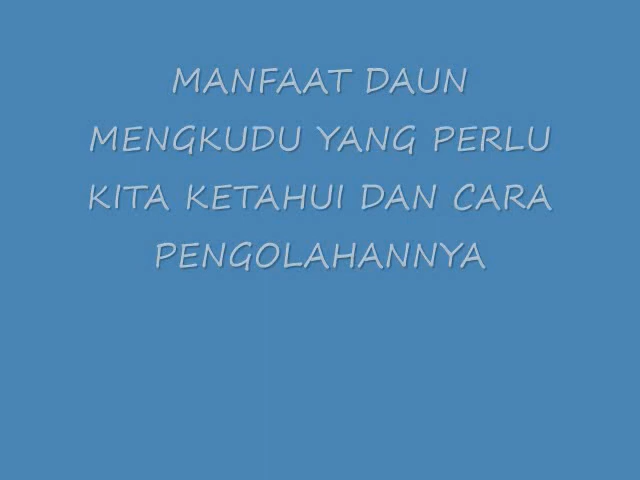 MANFAAT DAUN
MENGKUDU YANG PERLU
KITA KETAHUI DAN CARA
PENGOLAHANNYA